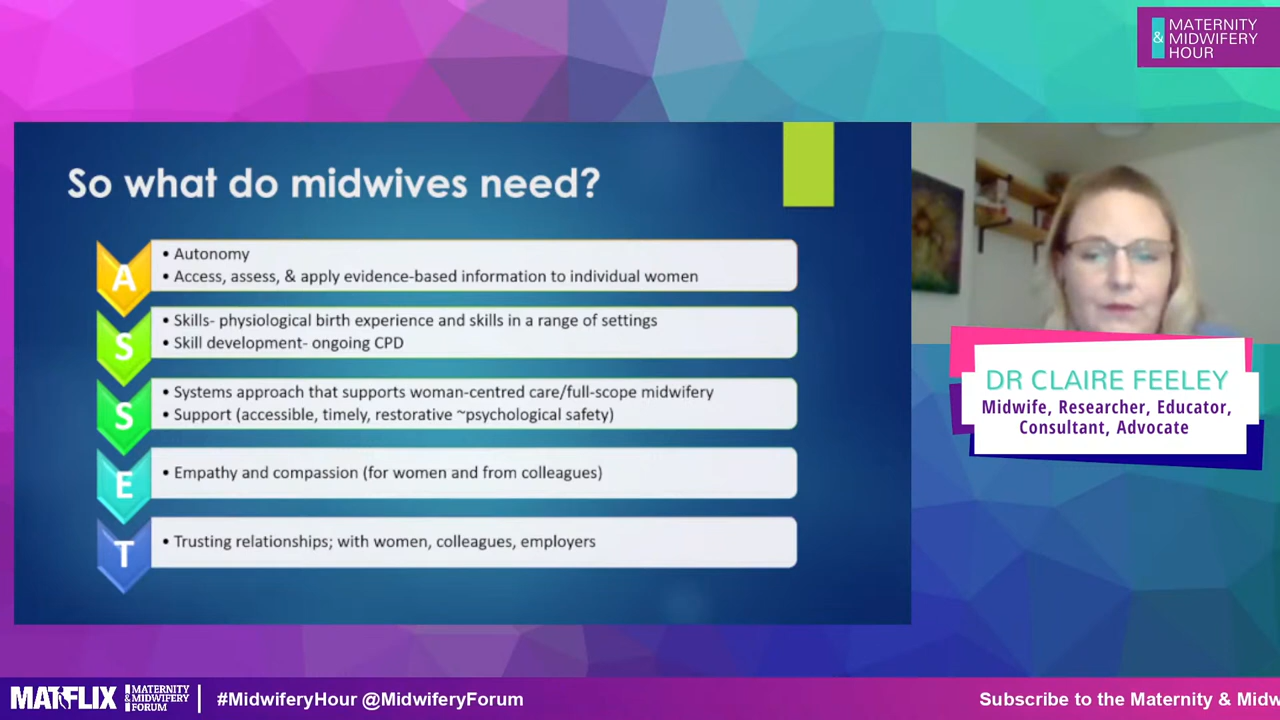 MATERNITY
& MIDWIFERY
HOUR
So what do midwives need?
A
• Autonomy
• Access, assess, & apply evidence-based information to individual women
S
• Skills- physiological birth experience and skills in a range of settings
• Skill development- ongoing CPD
S
• Systems approach that supports woman-centred care/full-scope midwifery
• Support (accessible, timely, restorative ~psychological safety)
E
• Empathy and compassion (for women and from colleagues)
T
• Trusting relationships; with women, colleagues, employers
DR CLAIRE FEELEY
Midwife, Researcher, Educator,
Consultant, Advocate
MATFLIX
MATERNITY
& MIDWIFERY
FORUM
#MidwiferyHour @MidwiferyForum
Subscribe to the Maternity & Midw